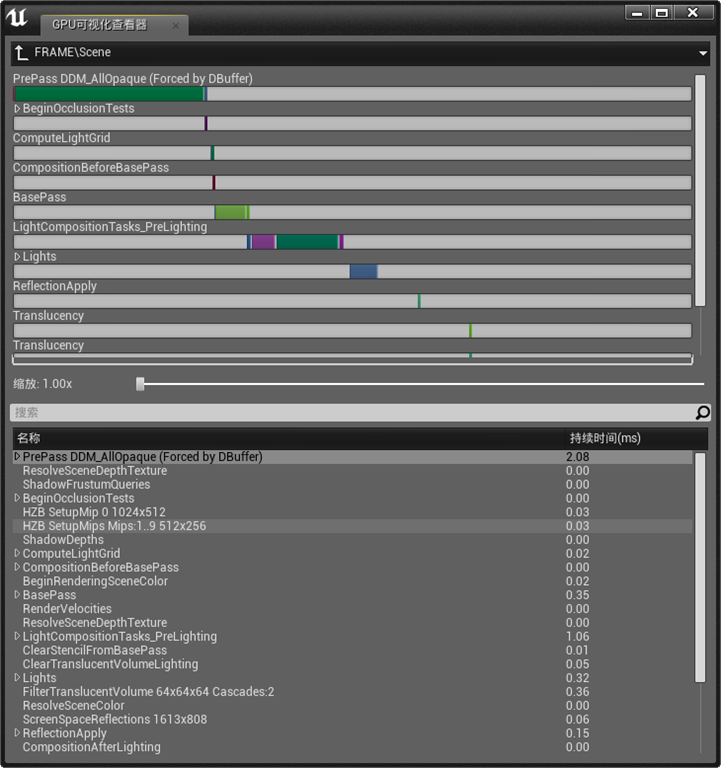 GPU可视化查看器
FRAME\Scene
PrePass DDM_AllOpaque (Forced by DBuffer)
BeginOcclusionTests
ComputeLightGrid
CompositionBeforeBasePass
BasePass
LightCompositionTasks_PreLighting
Lights
ReflectionApply
Translucency
Translucency
缩放: 1.00x
搜索
名称 持续时间(ms)
PrePass DDM_AllOpaque (Forced by DBuffer) 2.08
ResolveSceneDepthTexture 0.00
ShadowFrustumQueries 0.00
BeginOcclusionTests 0.00
HZB SetupMip 0 1024x512 0.03
HZB SetupMips Mips:1..9 512x256 0.03
ShadowDepths 0.00
ComputeLightGrid 0.02
CompositionBeforeBasePass 0.00
BeginRenderingSceneColor 0.02
BasePass 0.35
RenderVelocities 0.00
ResolveSceneDepthTexture 0.00
LightCompositionTasks_PreLighting 1.06
ClearStencilFromBasePass 0.01
ClearTranslucentVolumeLighting 0.05
Lights 0.32
FilterTranslucentVolume 64x64x64 Cascades:2 0.36
ResolveSceneColor 0.00
ScreenSpaceReflections 1613x808 0.06
ReflectionApply 0.15
CompositionAfterLighting 0.00